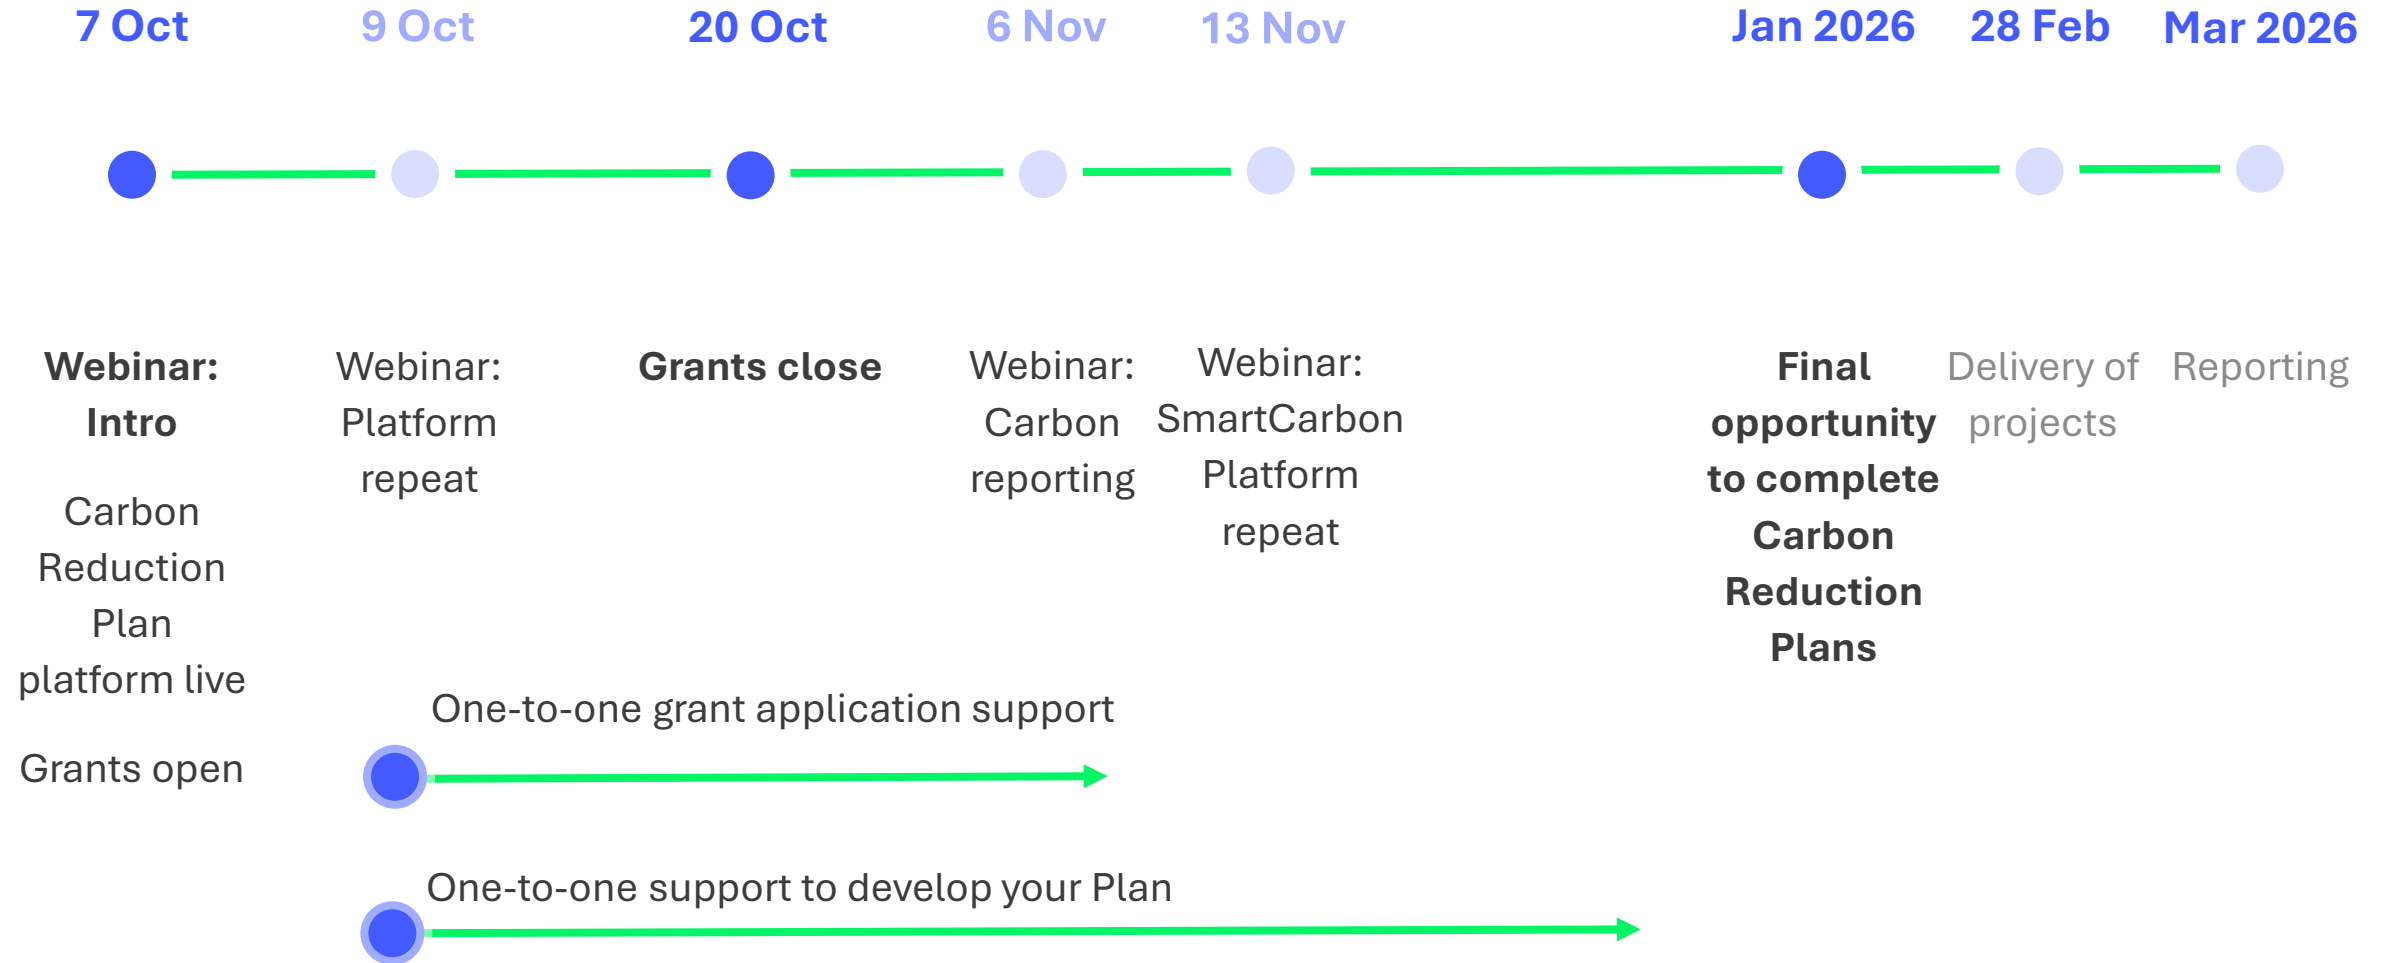 7 Oct
9 Oct
20 Oct
6 Nov
13 Nov
Jan 2026
28 Feb
Mar 2026
Webinar:
Intro
Carbon
Reduction
Plan
platform live
Grants open
Webinar:
Platform
repeat
Grants close
Webinar:
Carbon
reporting
Webinar:
SmartCarbon
Platform
repeat
Final
opportunity
to complete
Carbon
Reduction
Plans
Delivery of
projects
Reporting
One-to-one grant application support
One-to-one support to develop your Plan